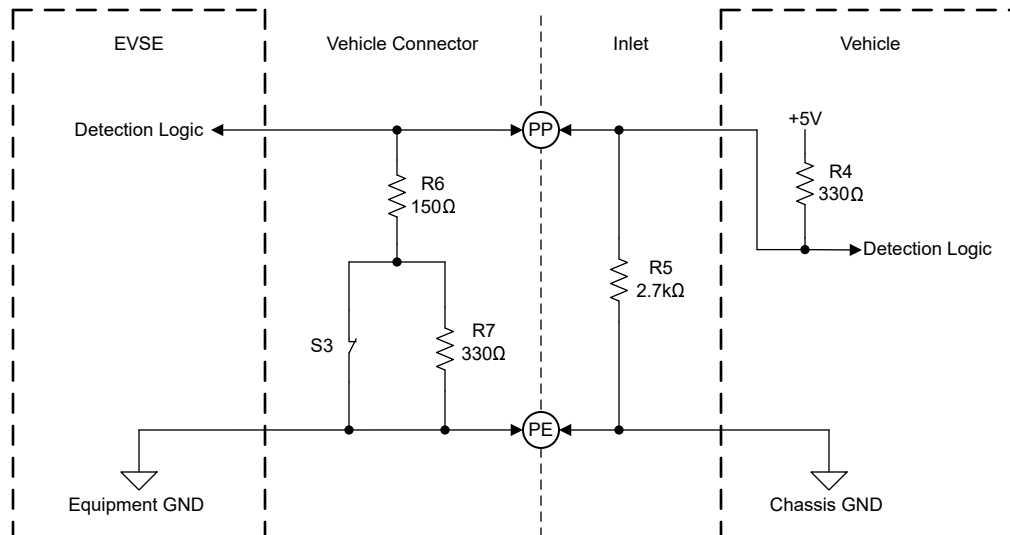 EVSE
Vehicle Connector
Inlet
Vehicle
Detection Logic
PP
+5V
R6
150Ω
R4
330Ω
Detection Logic
R5
2.7kΩ
S3
R7
330Ω
PE
Equipment GND
Chassis GND